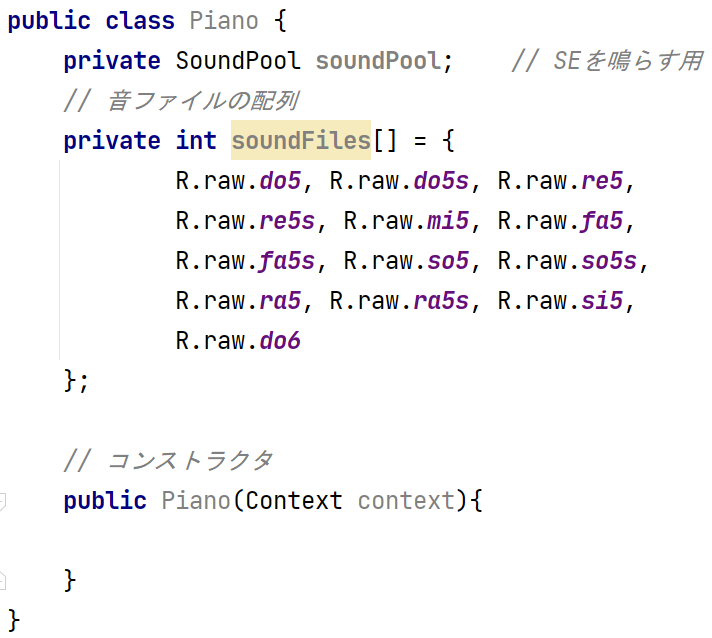 public class Piano {
    private SoundPool soundPool;    // SEを鳴らす用
    // 音ファイルの配列
    private int soundFiles[] = {
            R.raw.do5, R.raw.do5s, R.raw.re5,
            R.raw.re5s, R.raw.mi5, R.raw.fa5,
            R.raw.fa5s, R.raw.so5, R.raw.so5s,
            R.raw.ra5, R.raw.ra5s, R.raw.si5,
            R.raw.do6
    };
    // コンストラクタ
    public Piano(Context context){
    }
}